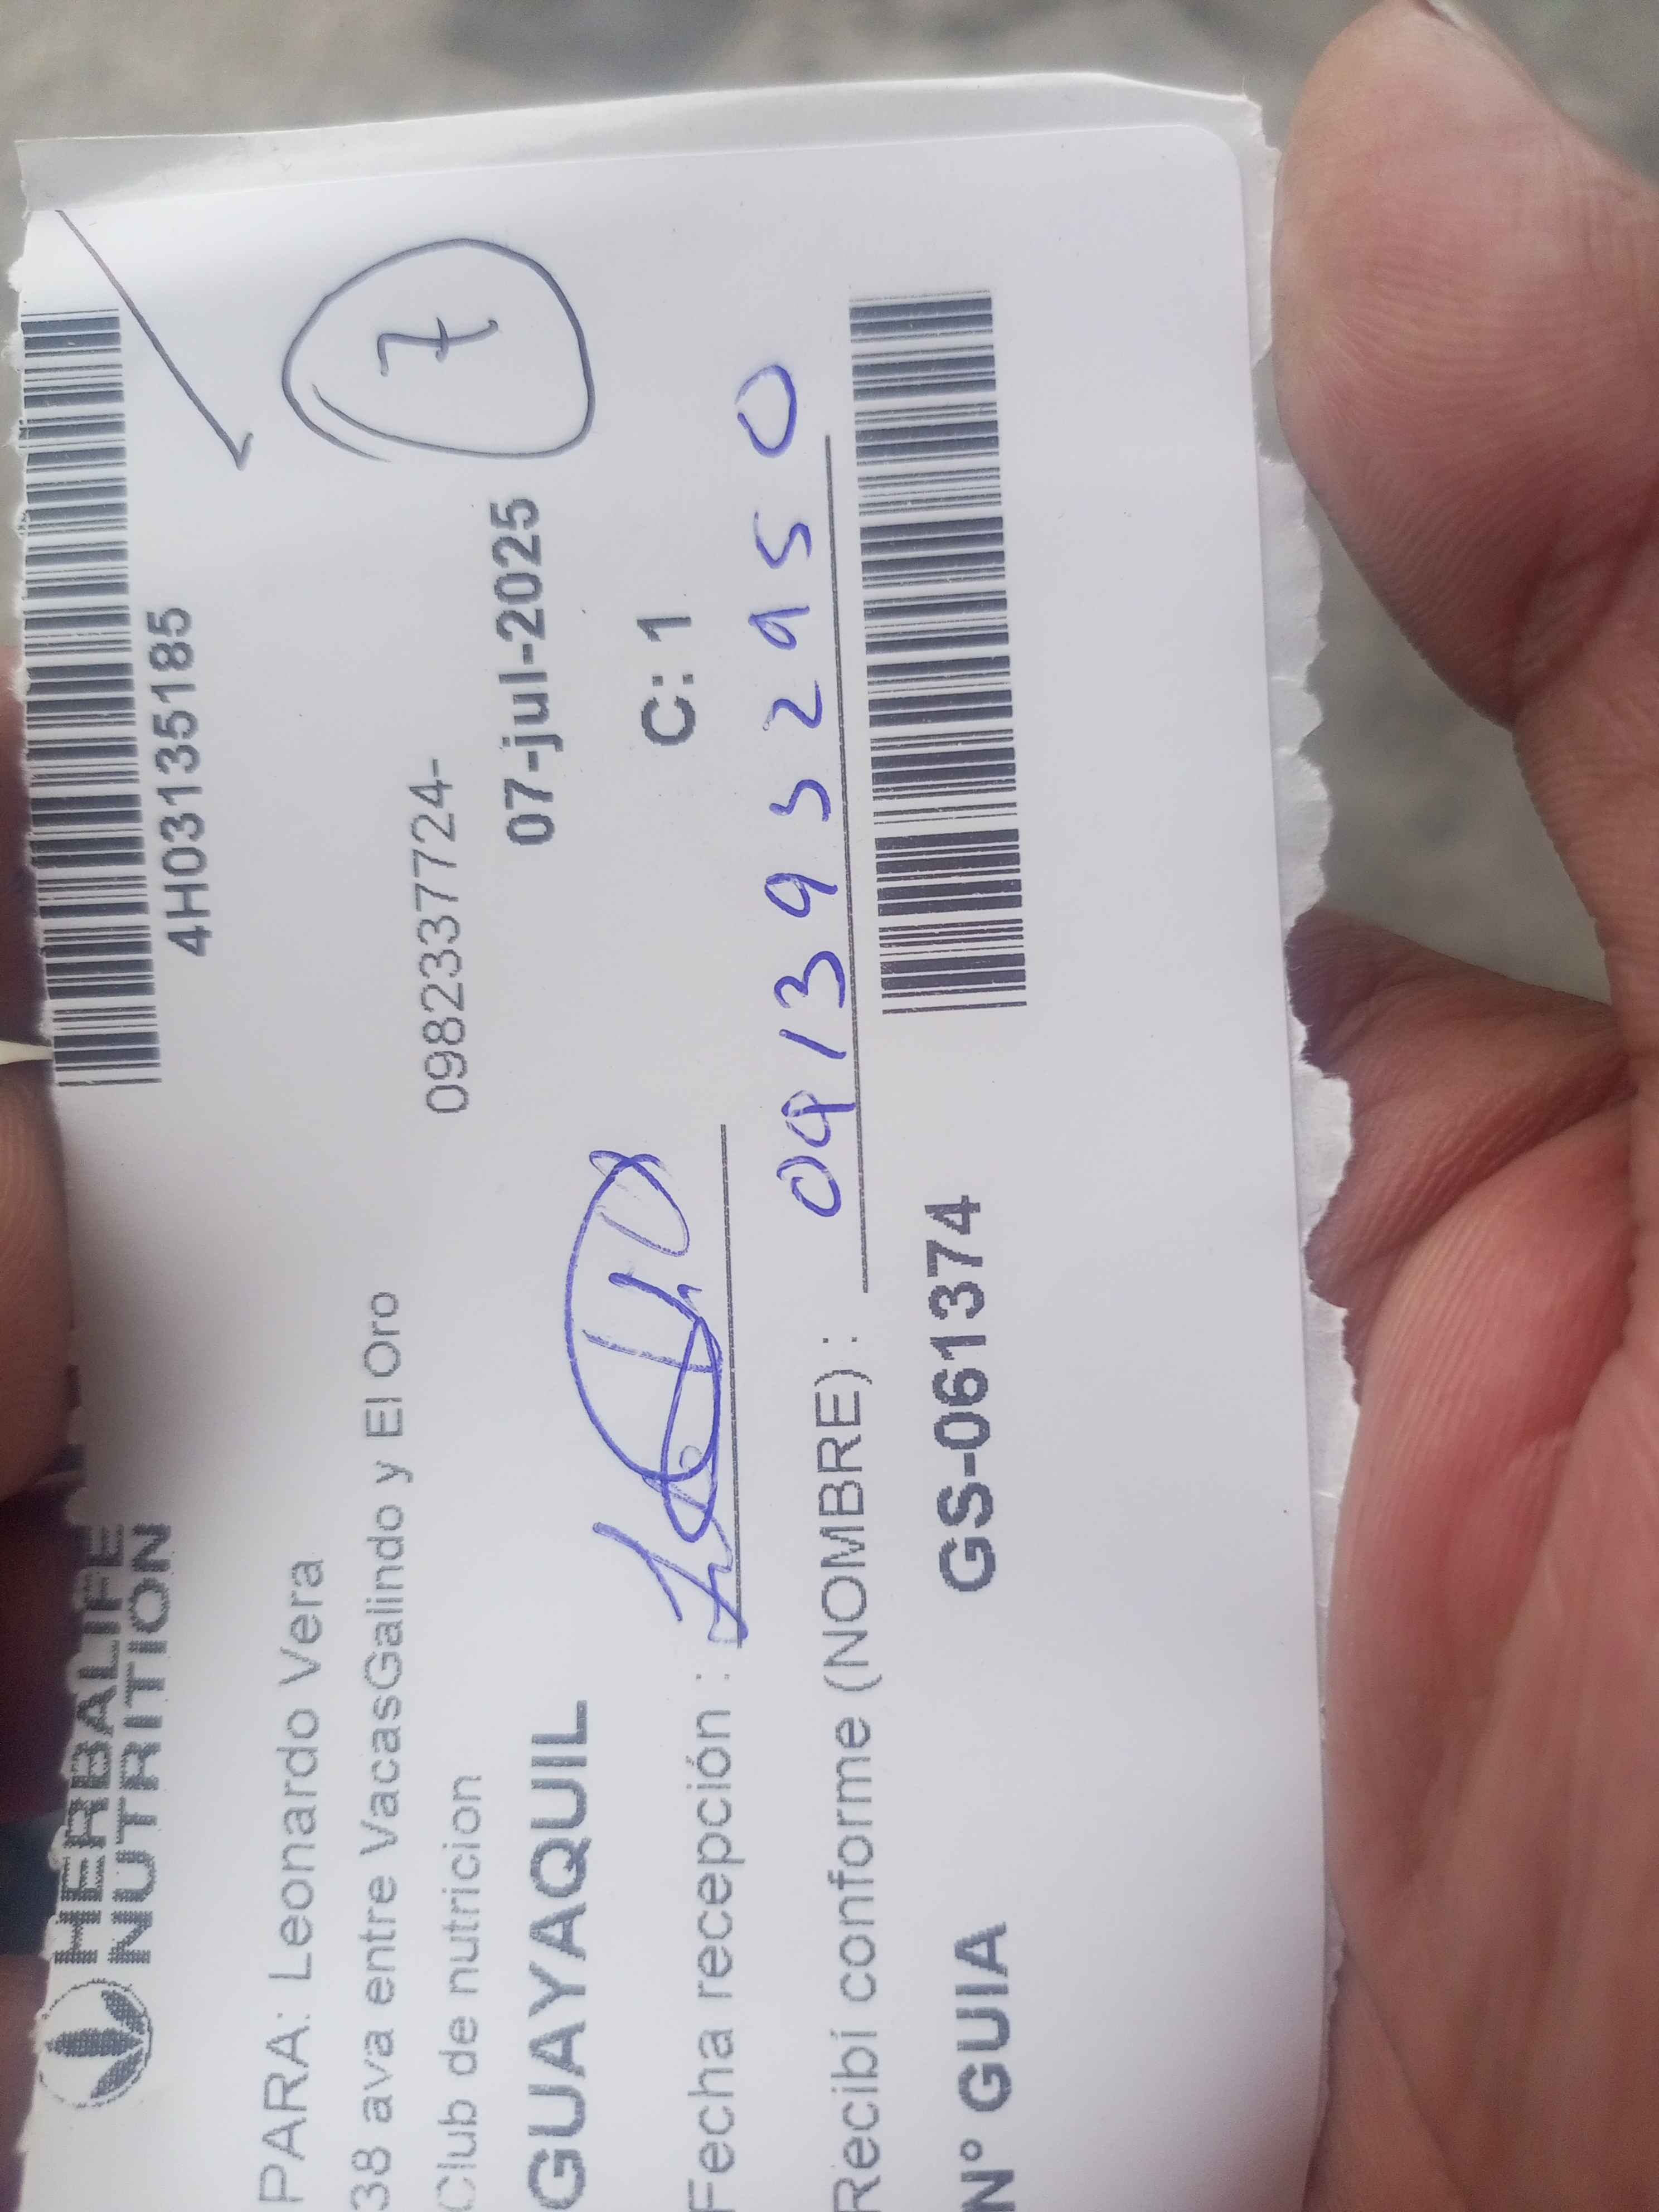 HERBALIFE
NUTRITION
4H03135185
PARA: Leonardo Vera
38 ava entre VacasGalindo y El Oro
7
Club de nutricion
0982337724-
GUAYAQUIL
07-jul-2025
Fecha recepción :
C: 1
Recibí conforme (NOMBRE) : 0913952950
N° GUIA GS-061374